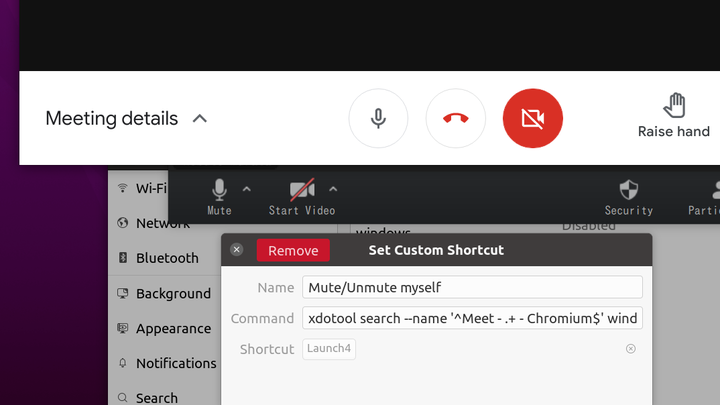 Meeting details
Raise hand
Wi-Fi
Mute
Start Video
Security
Network
Disabled
windows
Bluetooth
Remove
Set Custom Shortcut
Background
Name
Mute/Unmute myself
Command
xdotool search --name '^Meet - .+ - Chromium$' wind
Appearance
Shortcut
Launch4
Notifications
Search